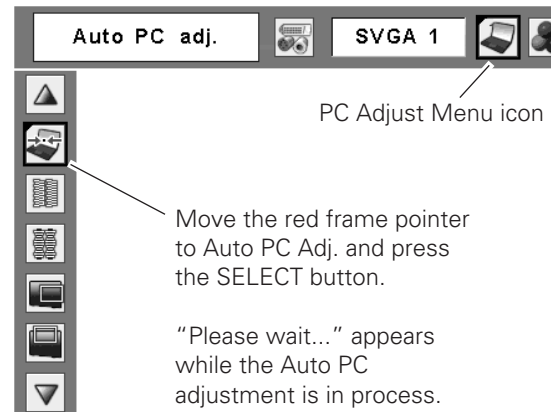 Auto PC adj.
SVGA 1
PC Adjust Menu icon
Move the red frame pointer
to Auto PC Adj. and press
the SELECT button.
“Please wait...” appears
while the Auto PC
adjustment is in process.